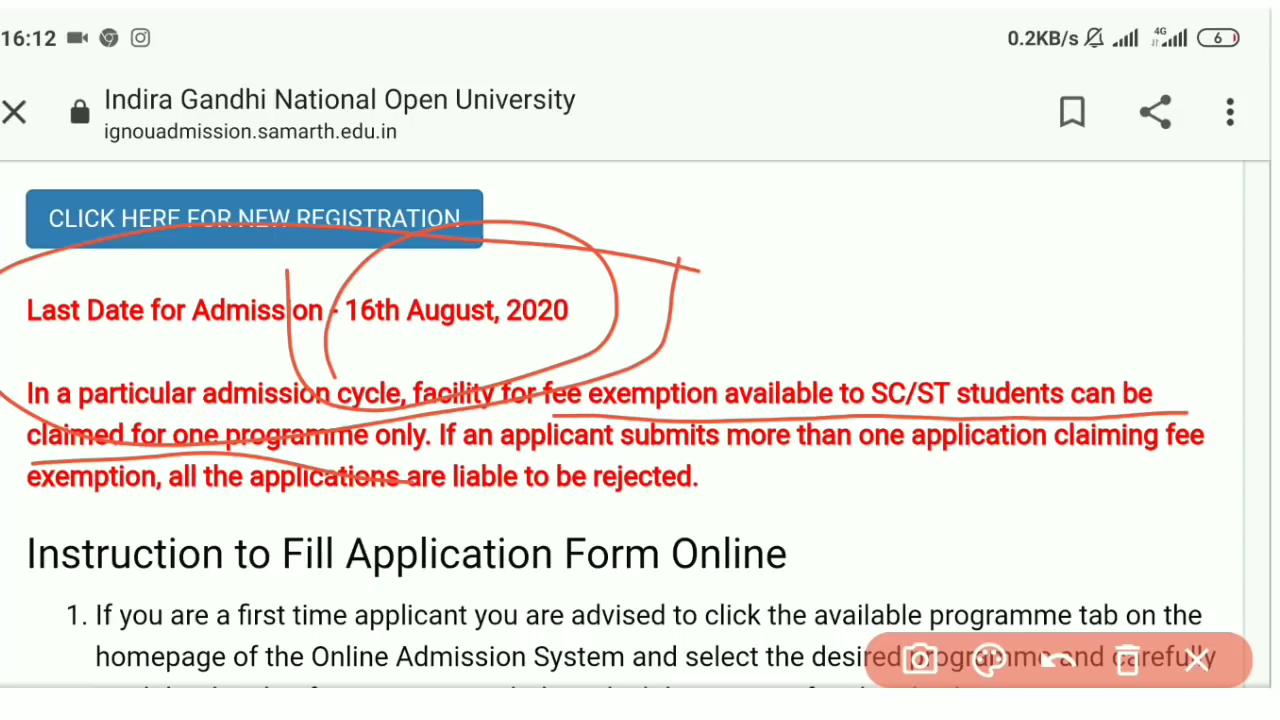 16:12
0.2KB/s
4G
6
Indira Gandhi National Open University
ignouadmission.samarth.edu.in
CLICK HERE FOR NEW REGISTRATION
Last Date for Admission - 16th August, 2020
In a particular admission cycle, facility for fee exemption available to SC/ST students can be
claimed for one programme only. If an applicant submits more than one application claiming fee
exemption, all the applications are liable to be rejected.
Instruction to Fill Application Form Online
1. If you are a first time applicant you are advised to click the available programme tab on the
homepage of the Online Admission System and select the desired programme and carefully